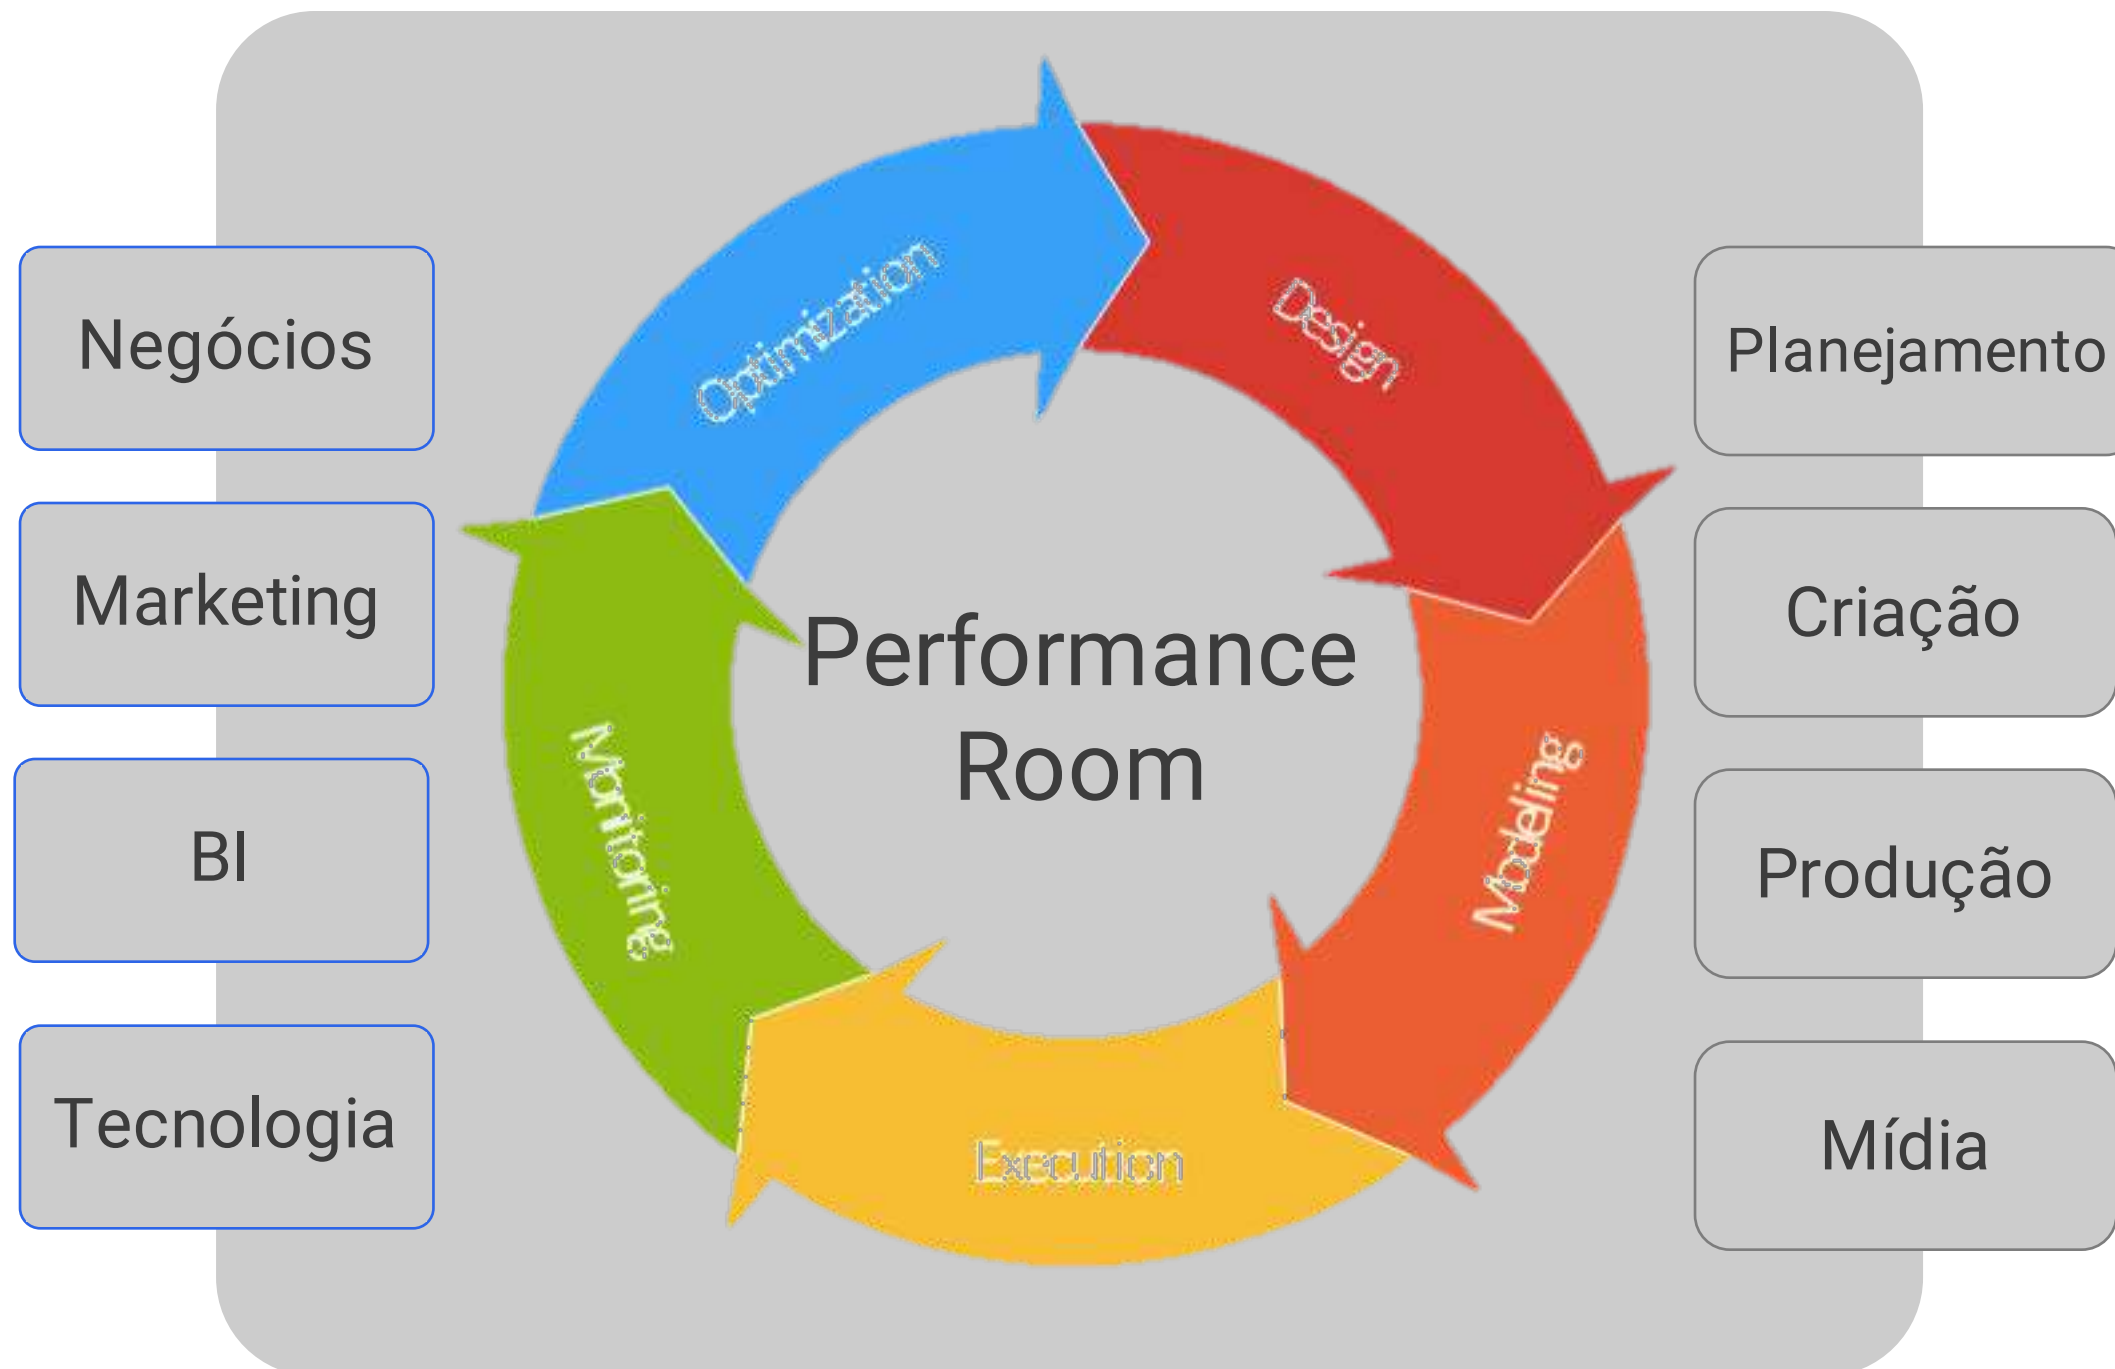 Negócios
Marketing
BI
Tecnologia
Optimization
Design
Modeling
Execution
Monitoring
Performance
Room
Planejamento
Criação
Produção
Mídia